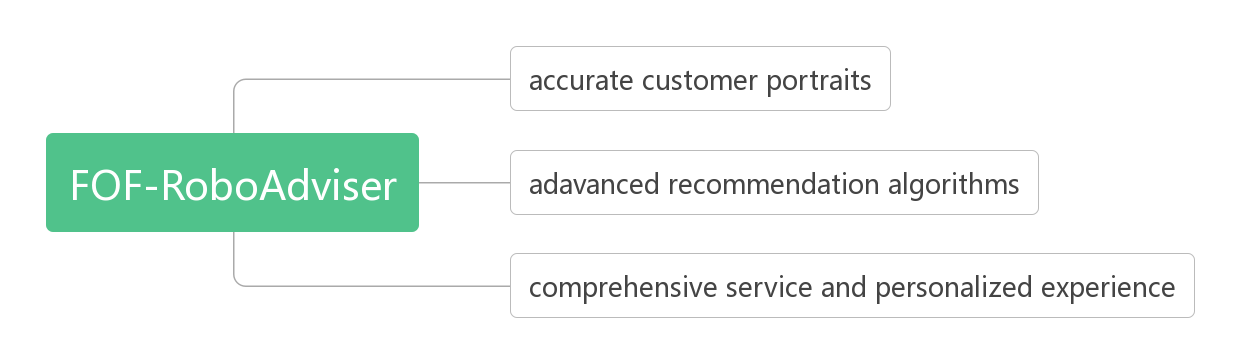 accurate customer portraits
FOF-RoboAdviser
adavanced recommendation algorithms
comprehensive service and personalized experience